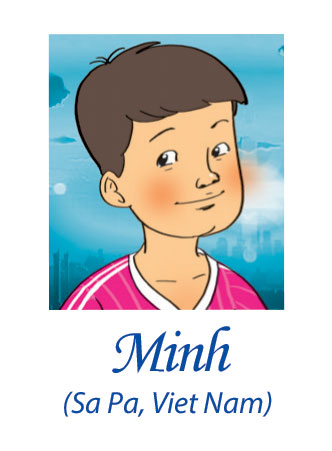 Minh
(Sa Pa, Viet Nam)